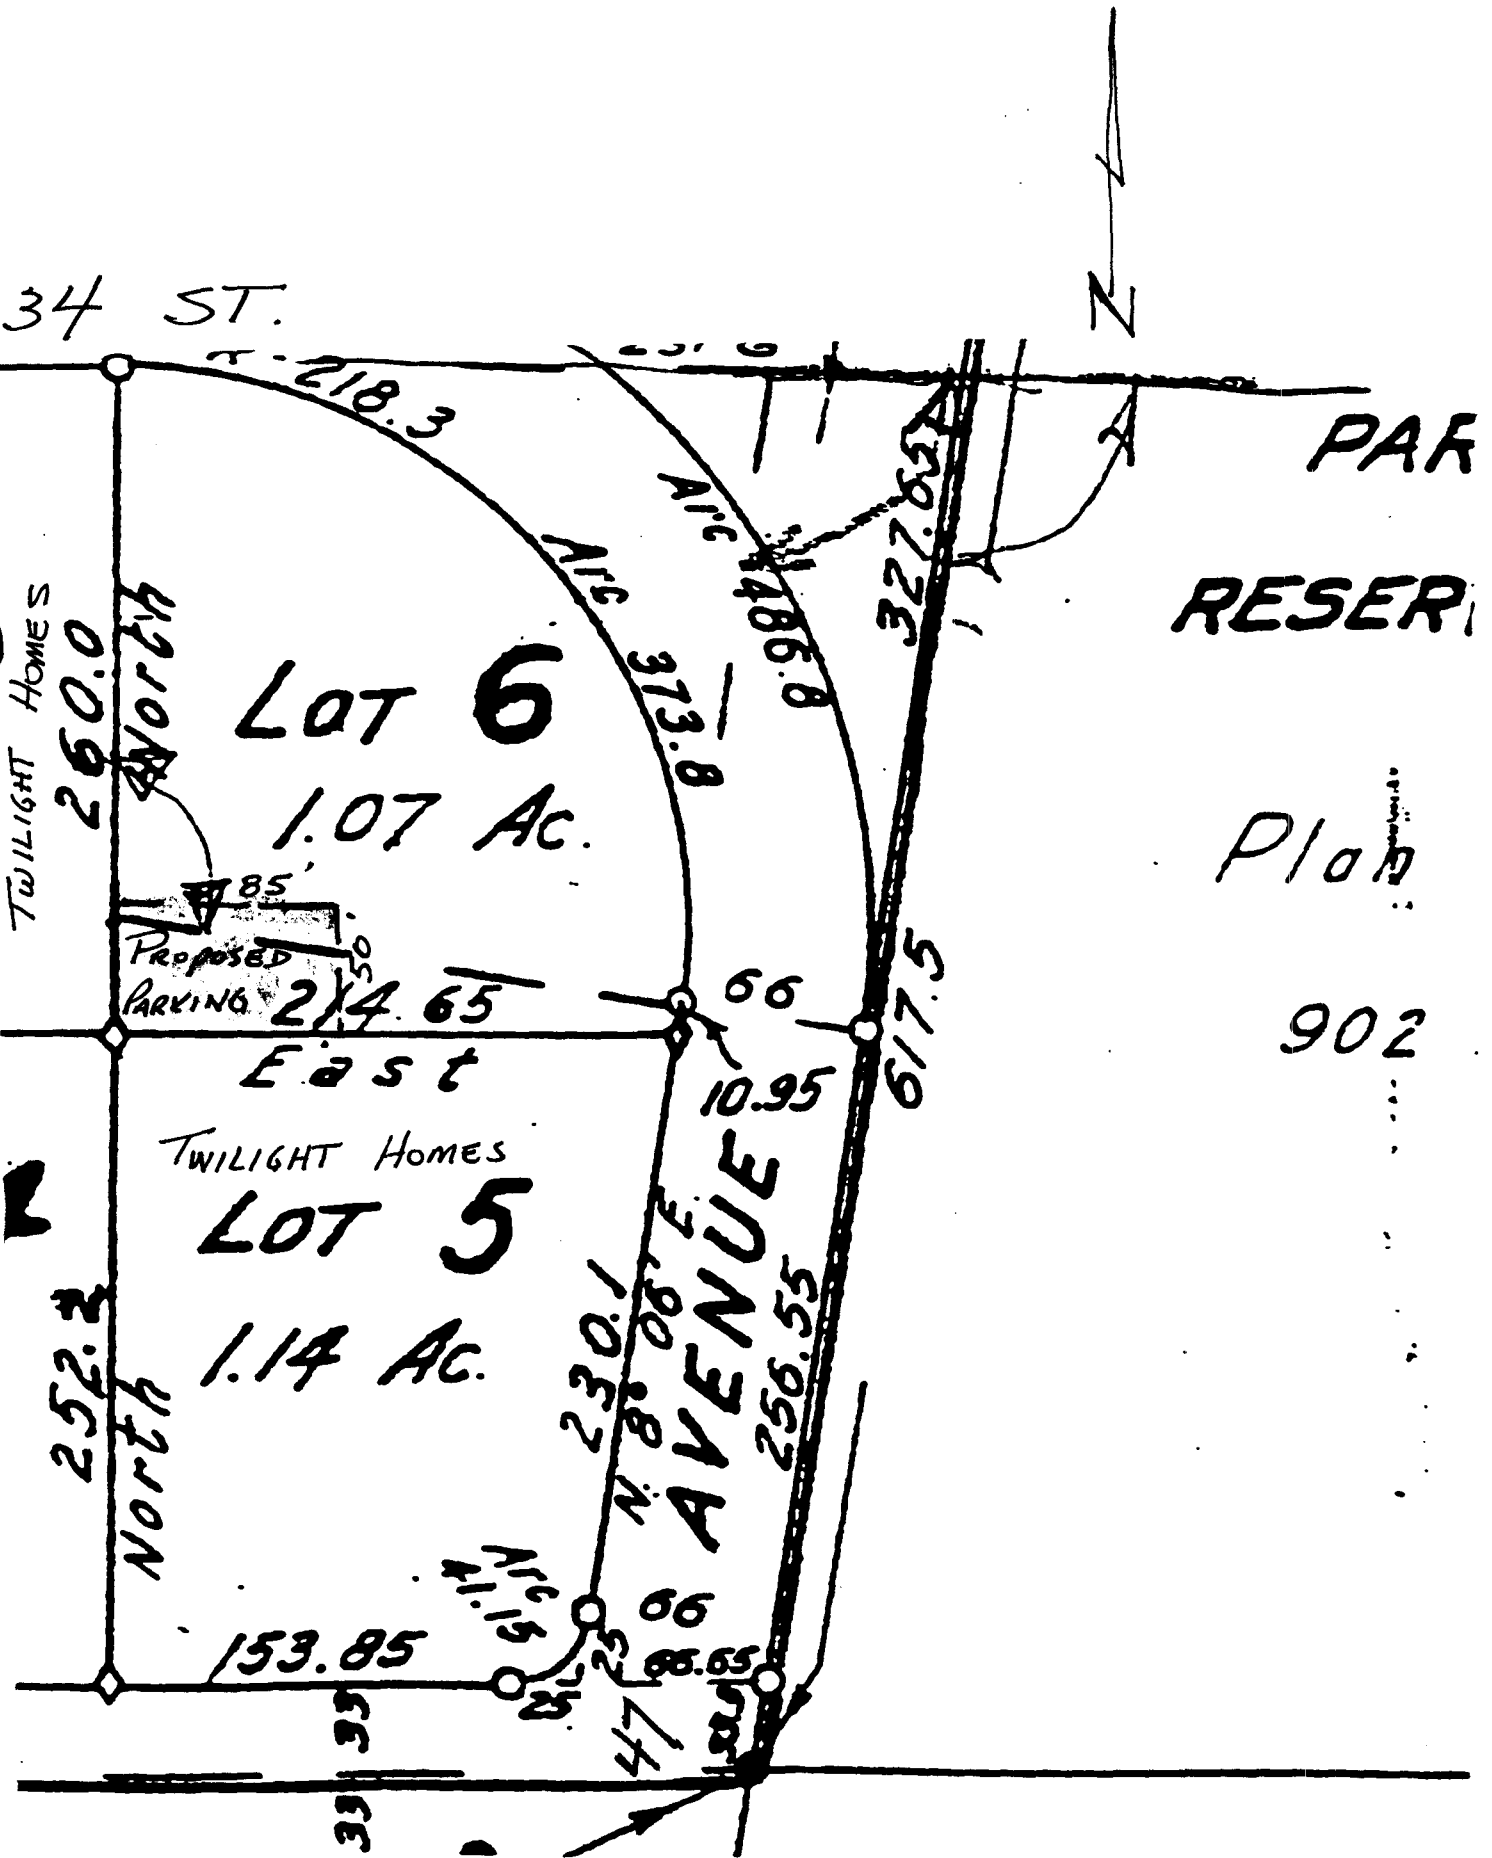 34 ST.
N
218.3
PAR
Arc
327.65
Arc
RESER
TWILIGHT HOMES
260.0
North
486.8
373.8
LOT 6
1.07 Ac.
Plan
85'
PROPOSED
50'
PARKING
214.65
66
617.5
902
East
10.95
TWILIGHT HOMES
LOT 5
1.14 Ac.
230.1
N. 8° 06' E.
47 AVENUE
256.55
North
Arc
66
153.85
25
66.65
25
33
33